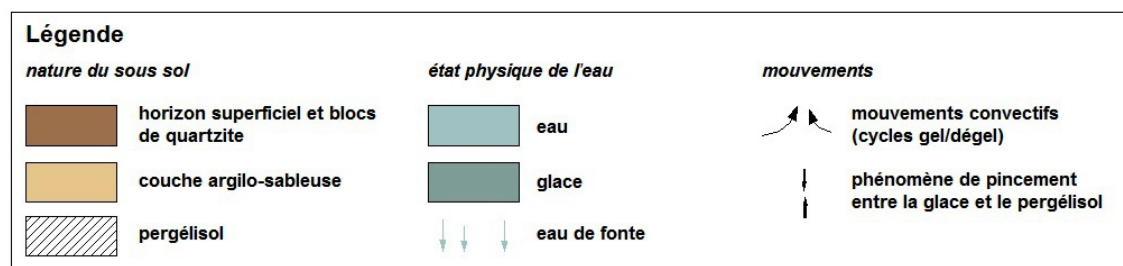 Légende
nature du sous sol
horizon superficiel et blocs
de quartzite
couche argilo-sableuse
pergélisol
état physique de l'eau
eau
glace
eau de fonte
mouvements
mouvements convectifs
(cycles gel/dégel)
phénomène de pincement
entre la glace et le pergélisol